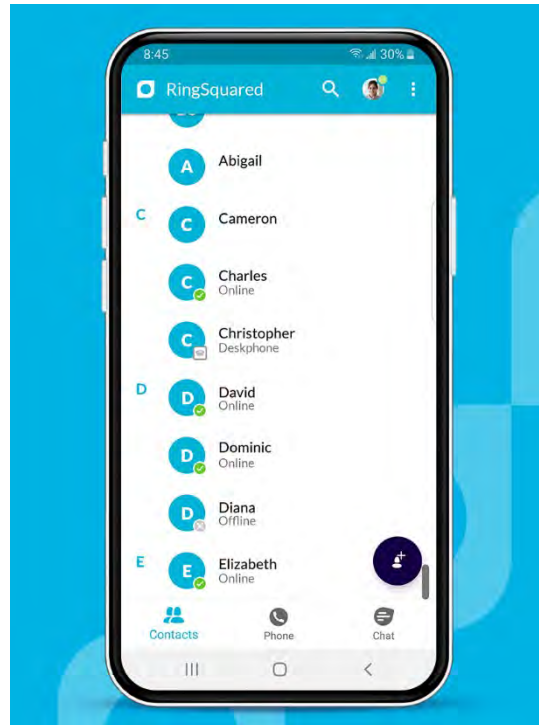 8:45
30%
RingSquared
A
Abigail
C
C
Cameron
C
Charles
Online
C
Christopher
Deskphone
D
D
David
Online
D
Dominic
Online
D
Diana
Offline
E
E
Elizabeth
Online
Contacts
Phone
Chat